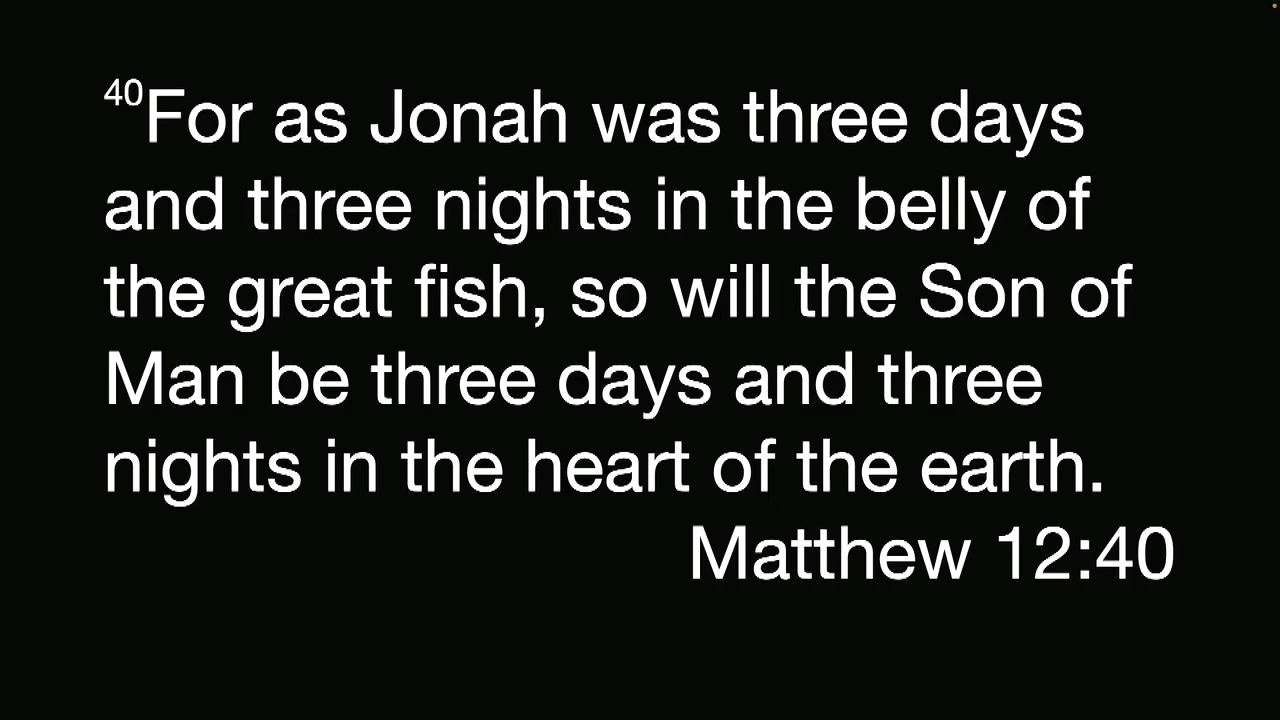 40For as Jonah was three days
and three nights in the belly of
the great fish, so will the Son of
Man be three days and three
nights in the heart of the earth.
Matthew 12:40